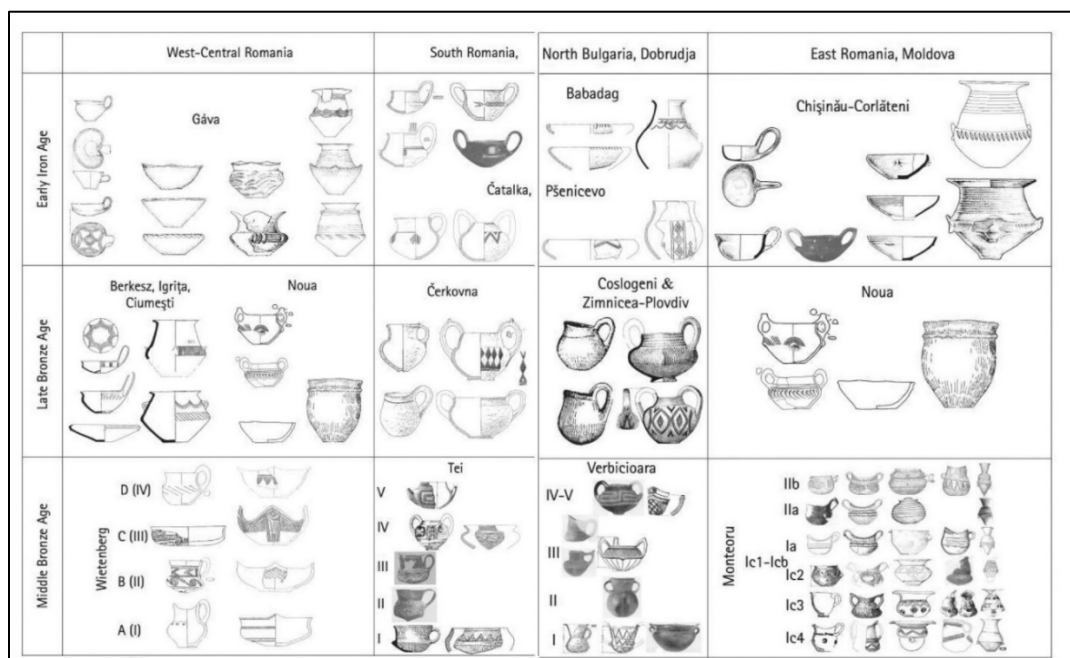 West-Central Romania
South Romania,
North Bulgaria, Dobrudja
East Romania, Moldova
Early Iron Age
Gáva
Čatalka,
Babadag
Pšenicevo
Chişinău-Corlăteni
Late Bronze Age
Berkesz, Igriţa,
Ciumeşti
Noua
Čerkovna
Coslogeni &
Zimnicea-Plovdiv
Noua
Middle Bronze Age
Wietenberg
D (IV)
C (III)
B (II)
A (I)
Tei
V
IV
III
II
I
Verbicioara
IV-V
III
II
I
Monteoru
IIb
IIa
Ia
Ic1-Icb
Ic2
Ic3
Ic4